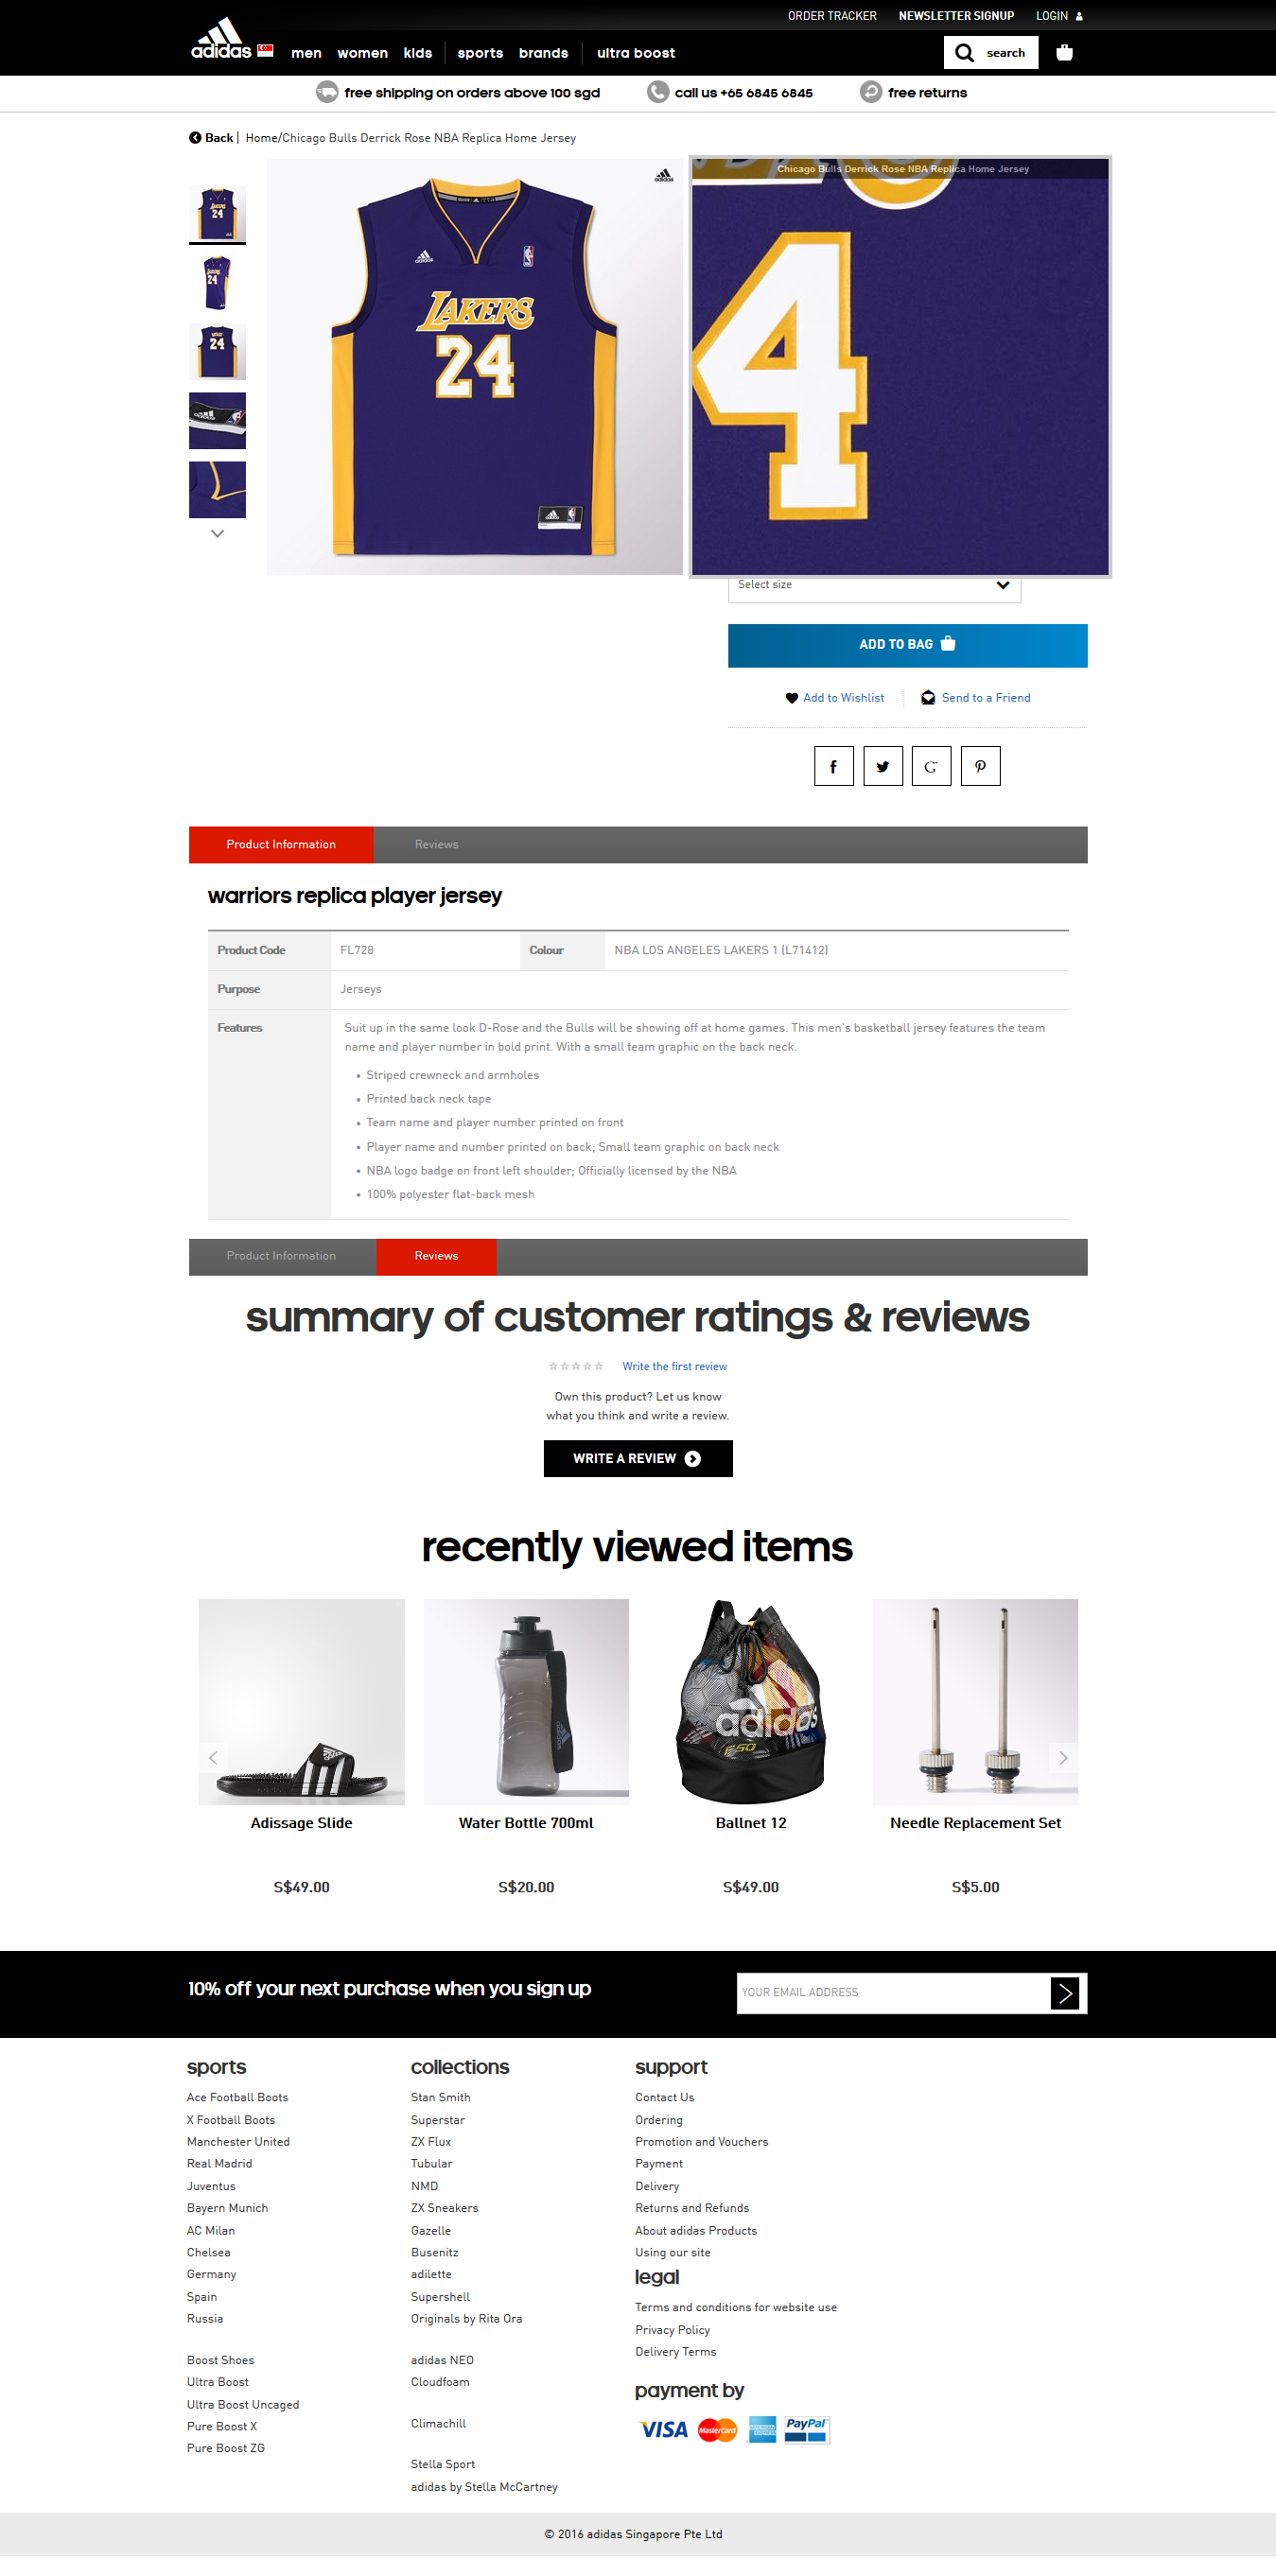 ORDER TRACKER NEWSLETTER SIGNUP LOGIN
adidas men women kids sports brands ultra boost search
free shipping on orders above 100 sgd call us +65 6845 6845 free returns
Back | Home/Chicago Bulls Derrick Rose NBA Replica Home Jersey
Chicago Bulls Derrick Rose NBA Replica Home Jersey
adidas
LAKERS
24
4
Select size
ADD TO BAG
Add to Wishlist Send to a Friend
Product Information Reviews
warriors replica player jersey
Product Code FL728 Colour NBA LOS ANGELES LAKERS 1 (L71412)
Purpose Jerseys
Features Suit up in the same look D-Rose and the Bulls will be showing off at home games. This men's basketball jersey features the team
name and player number in bold print. With a small team graphic on the back neck.
• Striped crewneck and armholes
• Printed back neck tape
• Team name and player number printed on front
• Player name and number printed on back; Small team graphic on back neck
• NBA logo badge on front left shoulder; Officially licensed by the NBA
• 100% polyester flat-back mesh
Product Information Reviews
summary of customer ratings & reviews
☆☆☆☆☆ Write the first review
Own this product? Let us know
what you think and write a review.
WRITE A REVIEW
recently viewed items
adidas
F50
Adissage Slide Water Bottle 700ml Ballnet 12 Needle Replacement Set
S$49.00 S$20.00 S$49.00 S$5.00
10% off your next purchase when you sign up YOUR EMAIL ADDRESS
sports
Ace Football Boots
X Football Boots
Manchester United
Real Madrid
Juventus
Bayern Munich
AC Milan
Chelsea
Germany
Spain
Russia
Boost Shoes
Ultra Boost
Ultra Boost Uncaged
Pure Boost X
Pure Boost ZG
collections
Stan Smith
Superstar
ZX Flux
Tubular
NMD
ZX Sneakers
Gazelle
Busenitz
adilette
Supershell
Originals by Rita Ora
adidas NEO
Cloudfoam
Climachill
Stella Sport
adidas by Stella McCartney
support
Contact Us
Ordering
Promotion and Vouchers
Payment
Delivery
Returns and Refunds
About adidas Products
Using our site
legal
Terms and conditions for website use
Privacy Policy
Delivery Terms
payment by
VISA MasterCard AMERICAN EXPRESS PayPal
© 2016 adidas Singapore Pte Ltd